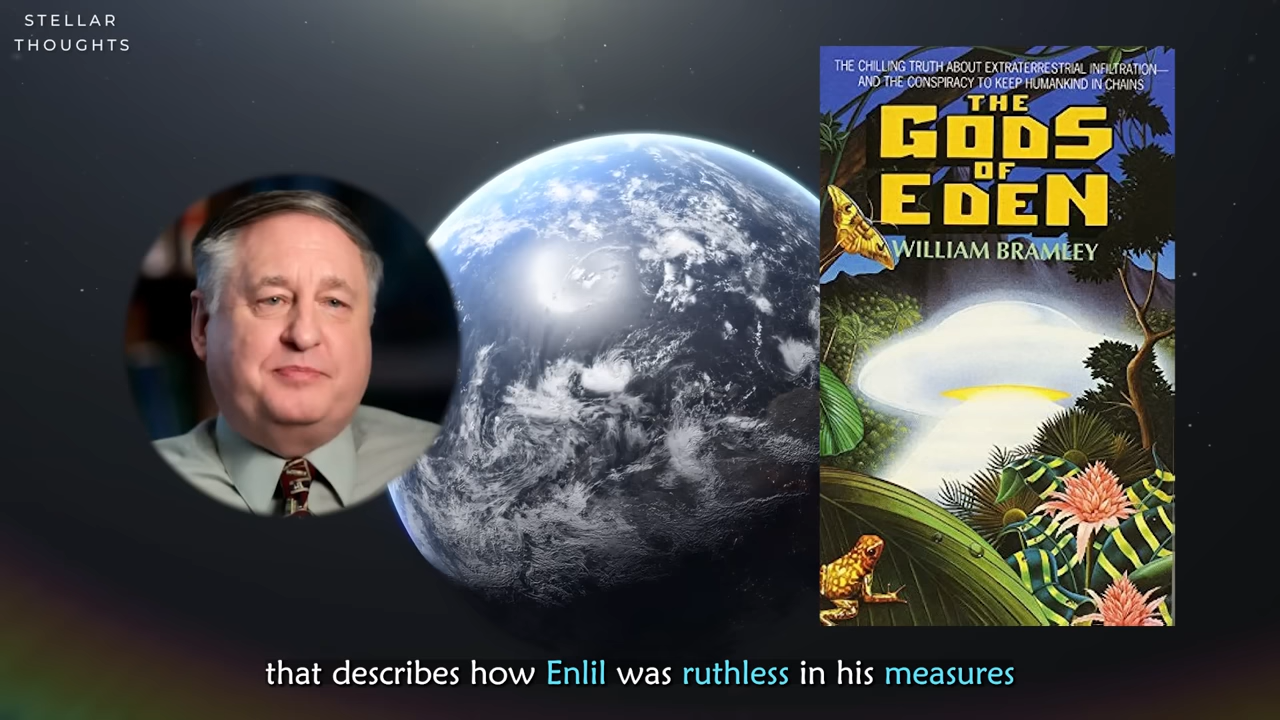 STELLAR
THOUGHTS
THE CHILLING TRUTH ABOUT EXTRATERRESTRIAL INFILTRATION—
AND THE CONSPIRACY TO KEEP HUMANKIND IN CHAINS
THE
GODS
OF
EDEN
WILLIAM BRAMLEY
that describes how Enlil was ruthless in his measures